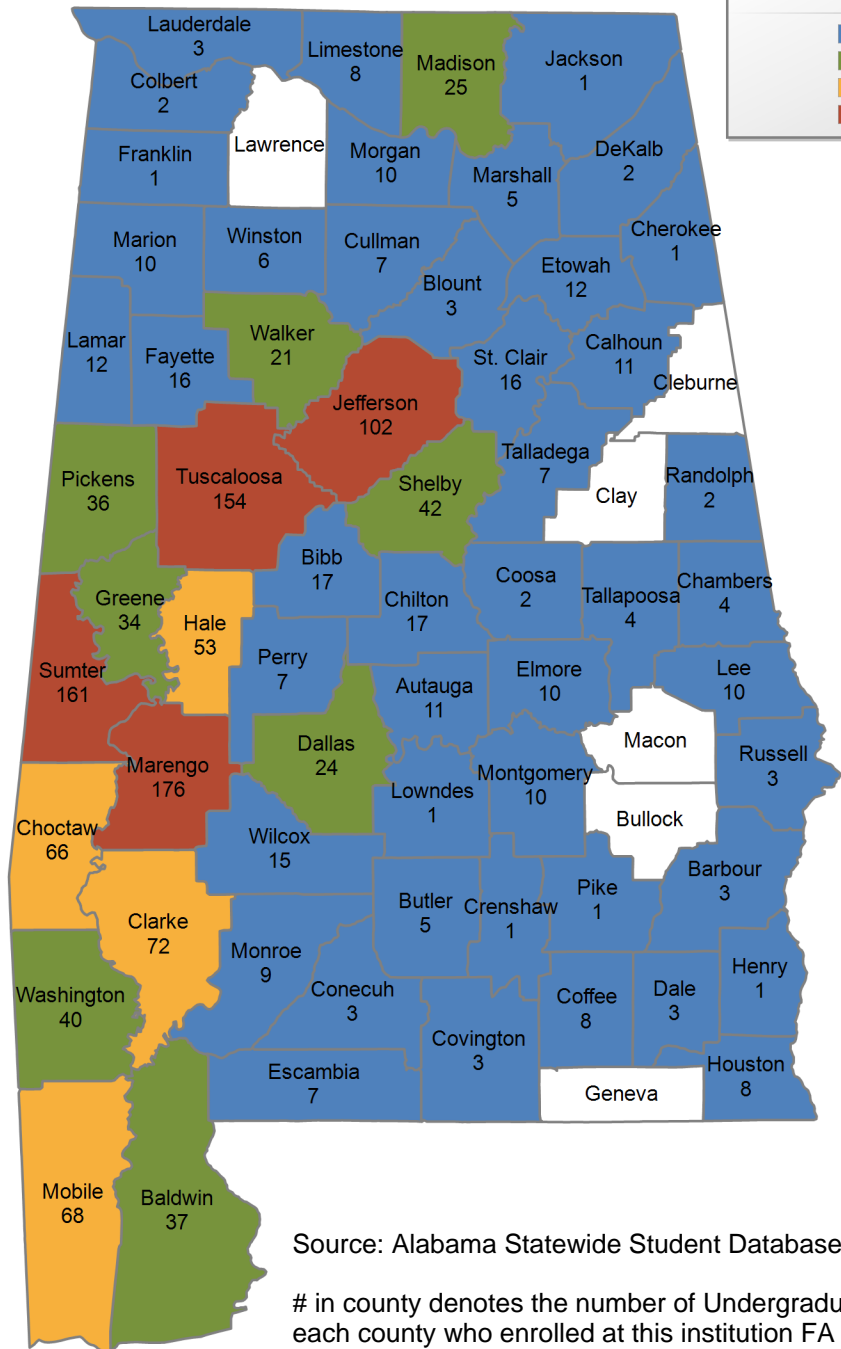 Lauderdale
3
Limestone
8
Madison
25
Jackson
1
Colbert
2
Lawrence
Franklin
1
Morgan
10
Marshall
5
DeKalb
2
Marion
10
Winston
6
Cullman
7
Blount
3
Etowah
12
Cherokee
1
Lamar
12
Fayette
16
Walker
21
St. Clair
16
Calhoun
11
Cleburne
Jefferson
102
Pickens
36
Tuscaloosa
154
Shelby
42
Talladega
7
Clay
Randolph
2
Greene
34
Hale
53
Bibb
17
Chilton
17
Coosa
2
Tallapoosa
4
Chambers
4
Sumter
161
Perry
7
Autauga
11
Elmore
10
Lee
10
Marengo
176
Dallas
24
Lowndes
1
Montgomery
10
Macon
Russell
3
Bullock
Choctaw
66
Wilcox
15
Clarke
72
Butler
5
Crenshaw
1
Pike
1
Barbour
3
Washington
40
Monroe
9
Conecuh
3
Covington
3
Coffee
8
Dale
3
Henry
1
Escambia
7
Geneva
Houston
8
Mobile
68
Baldwin
37
Source: Alabama Statewide Student Database
# in county denotes the number of Undergradu
each county who enrolled at this institution FA